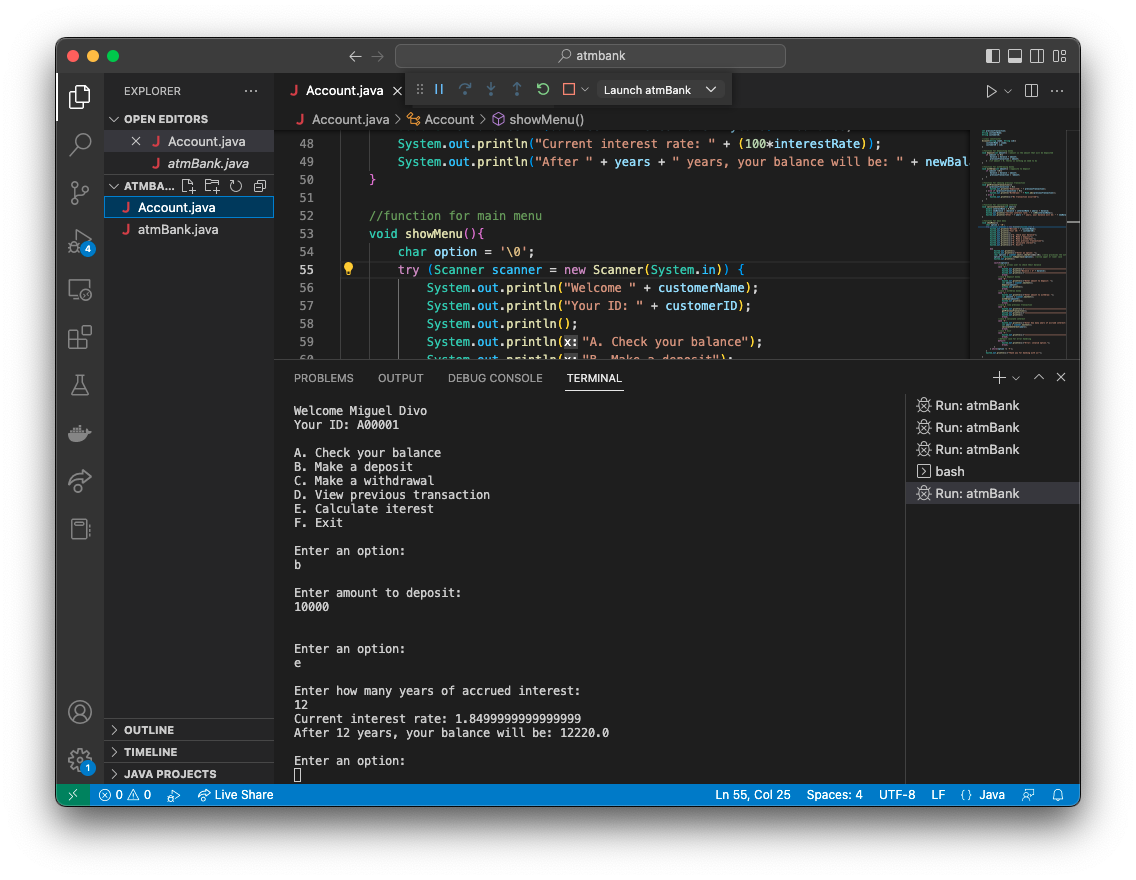 atmbank
EXPLORER
OPEN EDITORS
Account.java
atmBank.java
ATMBA...
Account.java
atmBank.java
OUTLINE
TIMELINE
JAVA PROJECTS
4
1
Account.java
Launch atmBank
Account.java > Account > showMenu()
48 System.out.println("Current interest rate: " + (100*interestRate));
49 System.out.println("After " + years + " years, your balance will be: " + newBal
50 }
51
52 //function for main menu
53 void showMenu(){
54 char option = '\0';
55 try (Scanner scanner = new Scanner(System.in)) {
56 System.out.println("Welcome " + customerName);
57 System.out.println("Your ID: " + customerID);
58 System.out.println();
59 System.out.println(x: "A. Check your balance");
60 System.out.println(x: "B. Make a deposit");
PROBLEMS OUTPUT DEBUG CONSOLE TERMINAL
Welcome Miguel Divo
Your ID: A00001
A. Check your balance
B. Make a deposit
C. Make a withdrawal
D. View previous transaction
E. Calculate iterest
F. Exit
Enter an option:
b
Enter amount to deposit:
10000
Enter an option:
e
Enter how many years of accrued interest:
12
Current interest rate: 1.8499999999999999
After 12 years, your balance will be: 12220.0
Enter an option:
Run: atmBank
Run: atmBank
Run: atmBank
bash
Run: atmBank
0 0 Live Share Ln 55, Col 25 Spaces: 4 UTF-8 LF {} Java